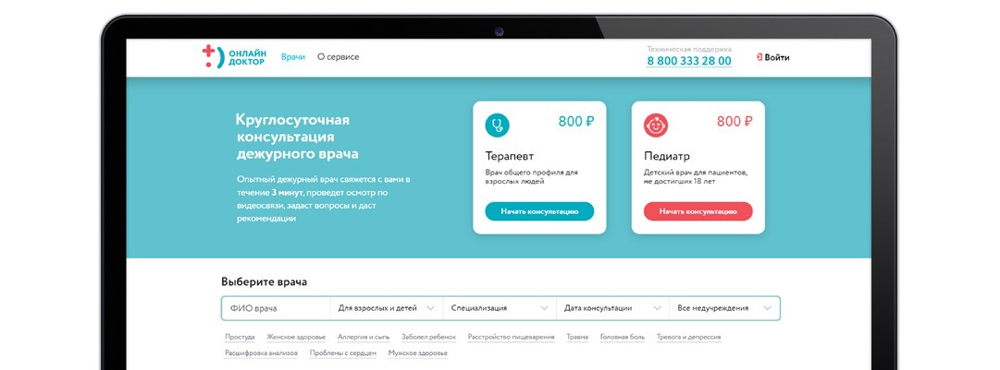 ОНЛАЙН
ДОКТОР
Врачи
О сервисе
Техническая поддержка
8 800 333 28 00
Войти
Круглосуточная
консультация
дежурного врача
Опытный дежурный врач свяжется с вами в
течение 3 минут, проведет осмотр по
видеосвязи, задаст вопросы и даст
рекомендации
800 ₽
Терапевт
Врач общего профиля для
взрослых людей
Начать консультацию
800 ₽
Педиатр
Детский врач для пациентов,
не достигших 18 лет
Начать консультацию
Выберите врача
ФИО врача
Для взрослых и детей
Специализация
Дата консультации
Все медучреждения
Простуда Женское здоровье Аллергия и сыпь Заболел ребенок Расстройство пищеварения Травма Головная боль Тревога и депрессия
Расшифровка анализов Проблемы с сердцем Мужское здоровье